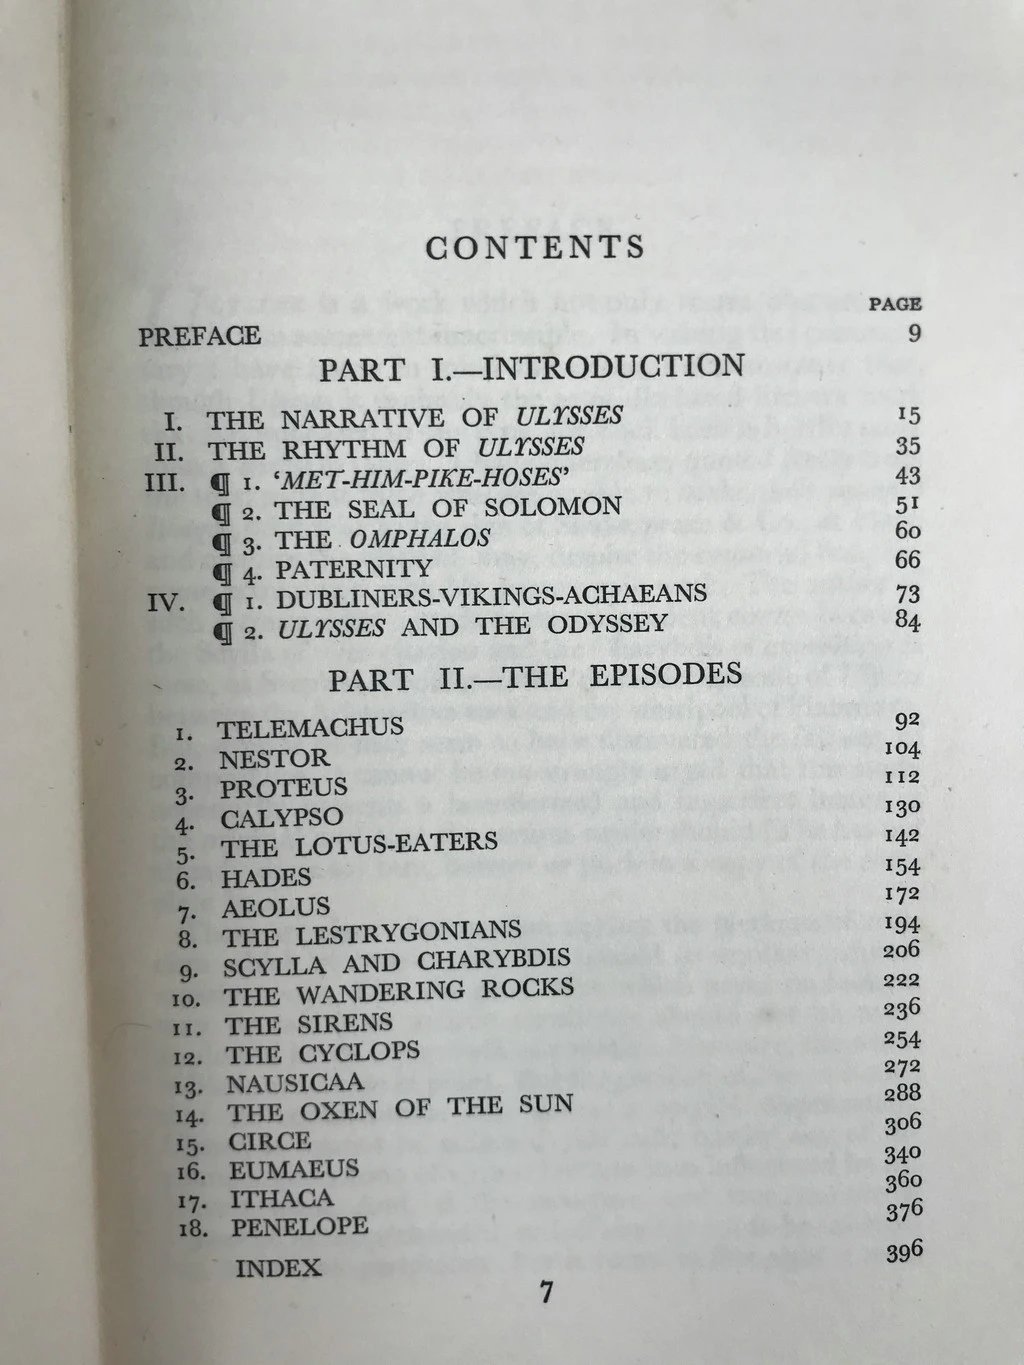 CONTENTS
PAGE
PREFACE 9
PART I.—INTRODUCTION
I. THE NARRATIVE OF ULYSSES 15
II. THE RHYTHM OF ULYSSES 35
III. ¶ 1. ‘MET-HIM-PIKE-HOSES’ 43
¶ 2. THE SEAL OF SOLOMON 51
¶ 3. THE OMPHALOS 60
¶ 4. PATERNITY 66
IV. ¶ 1. DUBLINERS-VIKINGS-ACHAEANS 73
¶ 2. ULYSSES AND THE ODYSSEY 84
PART II.—THE EPISODES
1. TELEMACHUS 92
2. NESTOR 104
3. PROTEUS 112
4. CALYPSO 130
5. THE LOTUS-EATERS 142
6. HADES 154
7. AEOLUS 172
8. THE LESTRYGONIANS 194
9. SCYLLA AND CHARYBDIS 206
10. THE WANDERING ROCKS 222
11. THE SIRENS 236
12. THE CYCLOPS 254
13. NAUSICAA 272
14. THE OXEN OF THE SUN 288
15. CIRCE 306
16. EUMAEUS 340
17. ITHACA 360
18. PENELOPE 376
INDEX 396
7